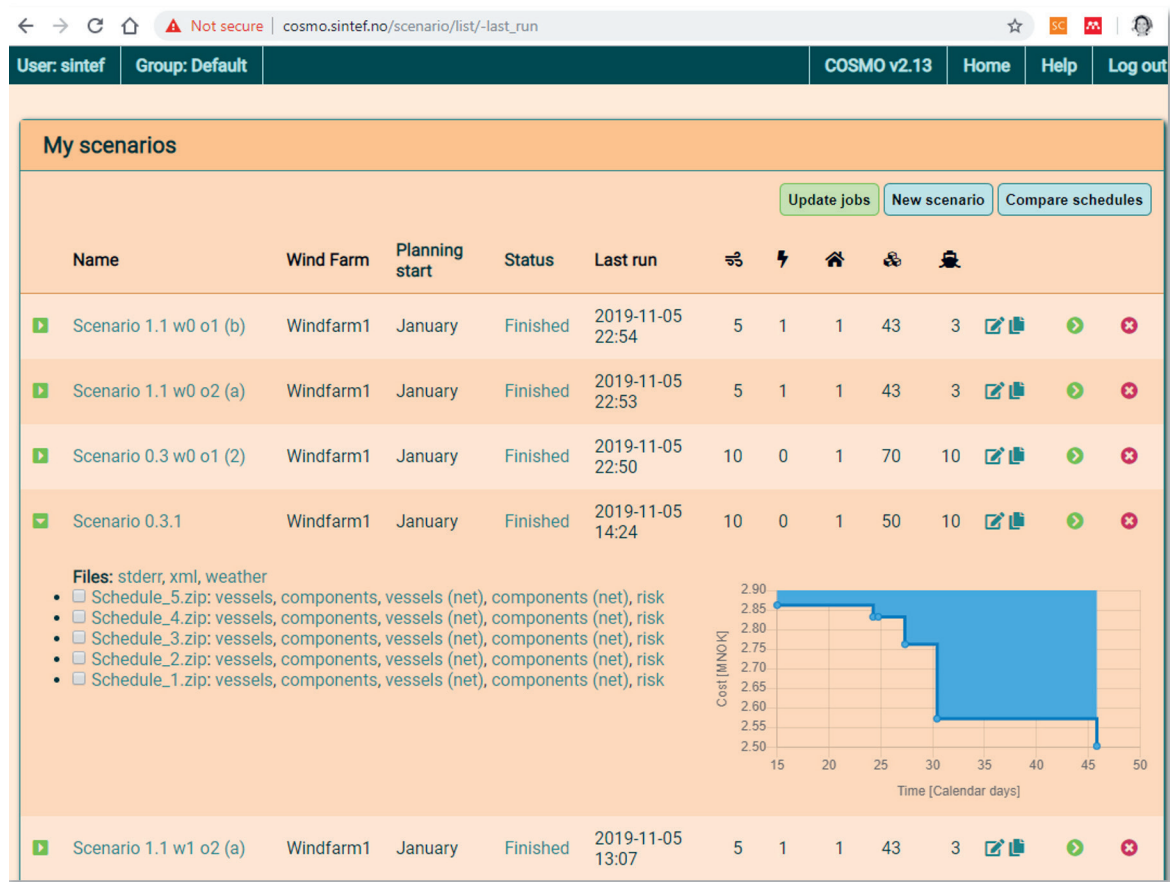 Not secure cosmo.sintef.no/scenario/list/-last_run SC
User: sintef Group: Default COSMO v2.13 Home Help Log out
My scenarios
Update jobs New scenario Compare schedules
Name Wind Farm Planning start Status Last run
Scenario 1.1 w0 o1 (b) Windfarm1 January Finished 2019-11-05 22:54 5 1 1 43 3
Scenario 1.1 w0 o2 (a) Windfarm1 January Finished 2019-11-05 22:53 5 1 1 43 3
Scenario 0.3 w0 o1 (2) Windfarm1 January Finished 2019-11-05 22:50 10 0 1 70 10
Scenario 0.3.1 Windfarm1 January Finished 2019-11-05 14:24 10 0 1 50 10
Files: stderr, xml, weather
Schedule_5.zip: vessels, components, vessels (net), components (net), risk
Schedule_4.zip: vessels, components, vessels (net), components (net), risk
Schedule_3.zip: vessels, components, vessels (net), components (net), risk
Schedule_2.zip: vessels, components, vessels (net), components (net), risk
Schedule_1.zip: vessels, components, vessels (net), components (net), risk
Cost [MNOK]
2.90
2.85
2.80
2.75
2.70
2.65
2.60
2.55
2.50
15 20 25 30 35 40 45 50
Time [Calendar days]
Scenario 1.1 w1 o2 (a) Windfarm1 January Finished 2019-11-05 13:07 5 1 1 43 3